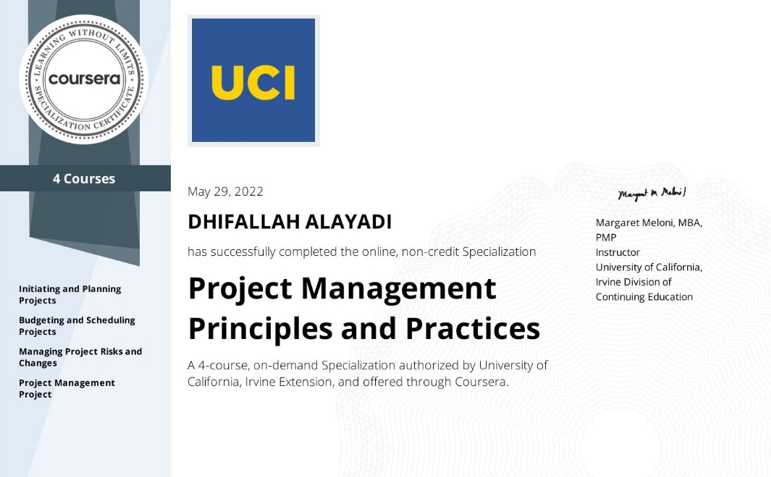 LEARNING WITHOUT LIMITS
coursera
SPECIALIZATION CERTIFICATE
4 Courses
Initiating and Planning
Projects
Budgeting and Scheduling
Projects
Managing Project Risks and
Changes
Project Management
Project
UCI
May 29, 2022
DHIFALLAH ALAYADI
has successfully completed the online, non-credit Specialization
Project Management
Principles and Practices
A 4-course, on-demand Specialization authorized by University of
California, Irvine Extension, and offered through Coursera.
Margaret Meloni, MBA,
PMP
Instructor
University of California,
Irvine Division of
Continuing Education